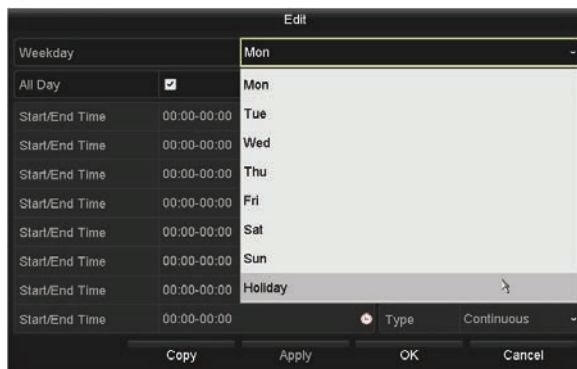 Edit
Weekday Mon
All Day Mon
Start/End Time 00:00-00:00 Tue
Start/End Time 00:00-00:00 Wed
Start/End Time 00:00-00:00 Thu
Start/End Time 00:00-00:00 Fri
Start/End Time 00:00-00:00 Sat
Start/End Time 00:00-00:00 Sun
Start/End Time 00:00-00:00 Holiday
Start/End Time 00:00-00:00 Type Continuous
Copy Apply OK Cancel